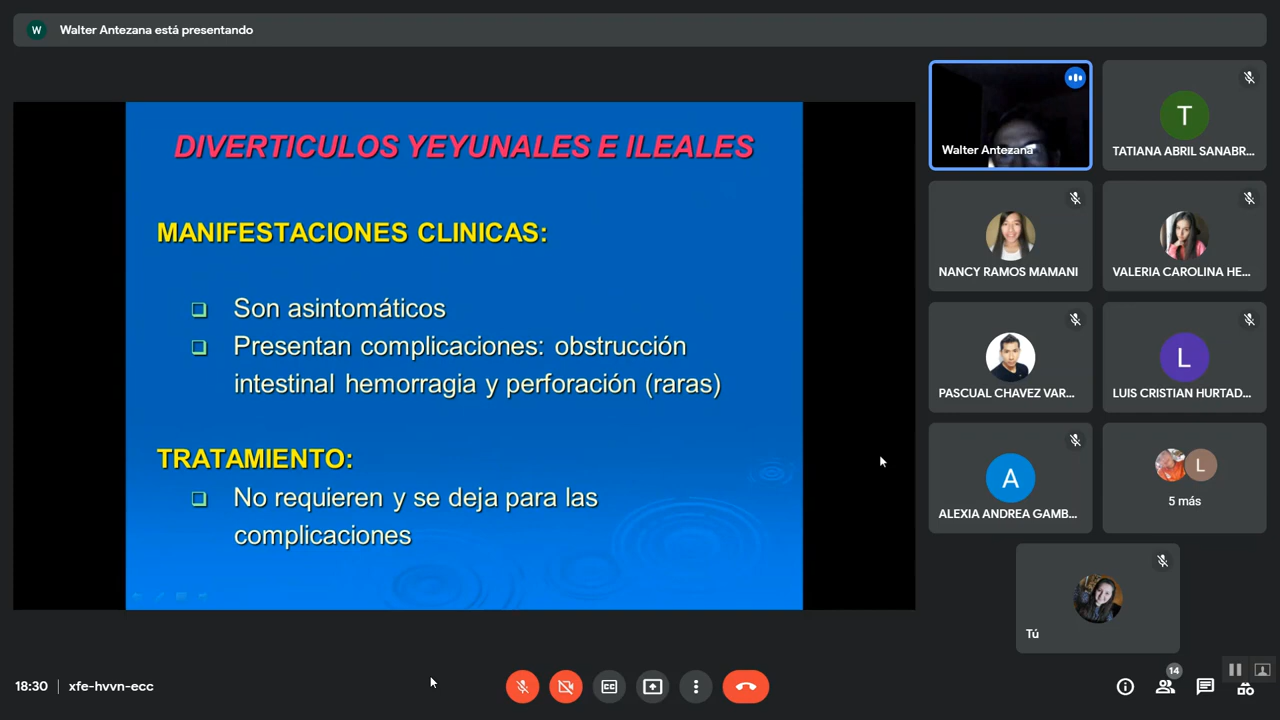 W Walter Antezana está presentando
DIVERTICULOS YEYUNALES E ILEALES
MANIFESTACIONES CLINICAS:
Son asintomáticos
Presentan complicaciones: obstrucción
intestinal hemorragia y perforación (raras)
TRATAMIENTO:
No requieren y se deja para las
complicaciones
Walter Antezana
T
TATIANA ABRIL SANABR...
NANCY RAMOS MAMANI
VALERIA CAROLINA HE...
PASCUAL CHAVEZ VAR...
L
LUIS CRISTIAN HURTAD...
A
ALEXIA ANDREA GAMB...
L
5 más
Tú
18:30 | xfe-hvvn-ecc
CC
14